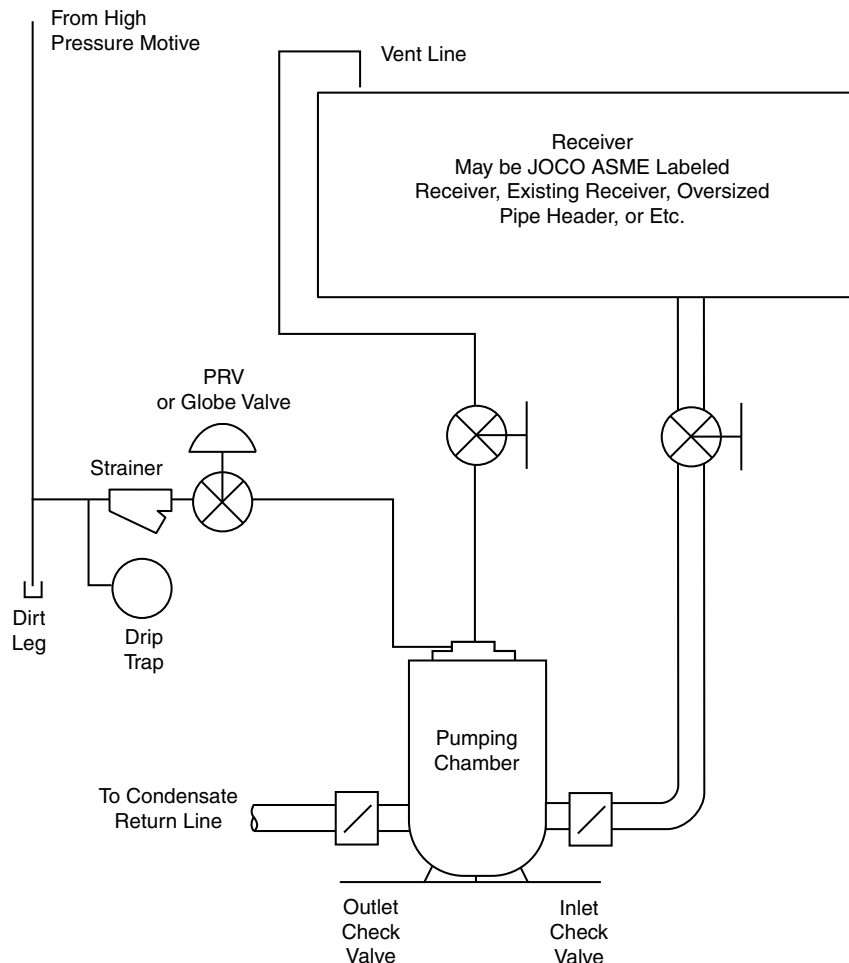 From High
Pressure Motive
Vent Line
Receiver
May be JOCO ASME Labeled
Receiver, Existing Receiver, Oversized
Pipe Header, or Etc.
PRV
or Globe Valve
Strainer
Dirt
Leg
Drip
Trap
Pumping
Chamber
To Condensate
Return Line
Outlet
Check
Valve
Inlet
Check
Valve